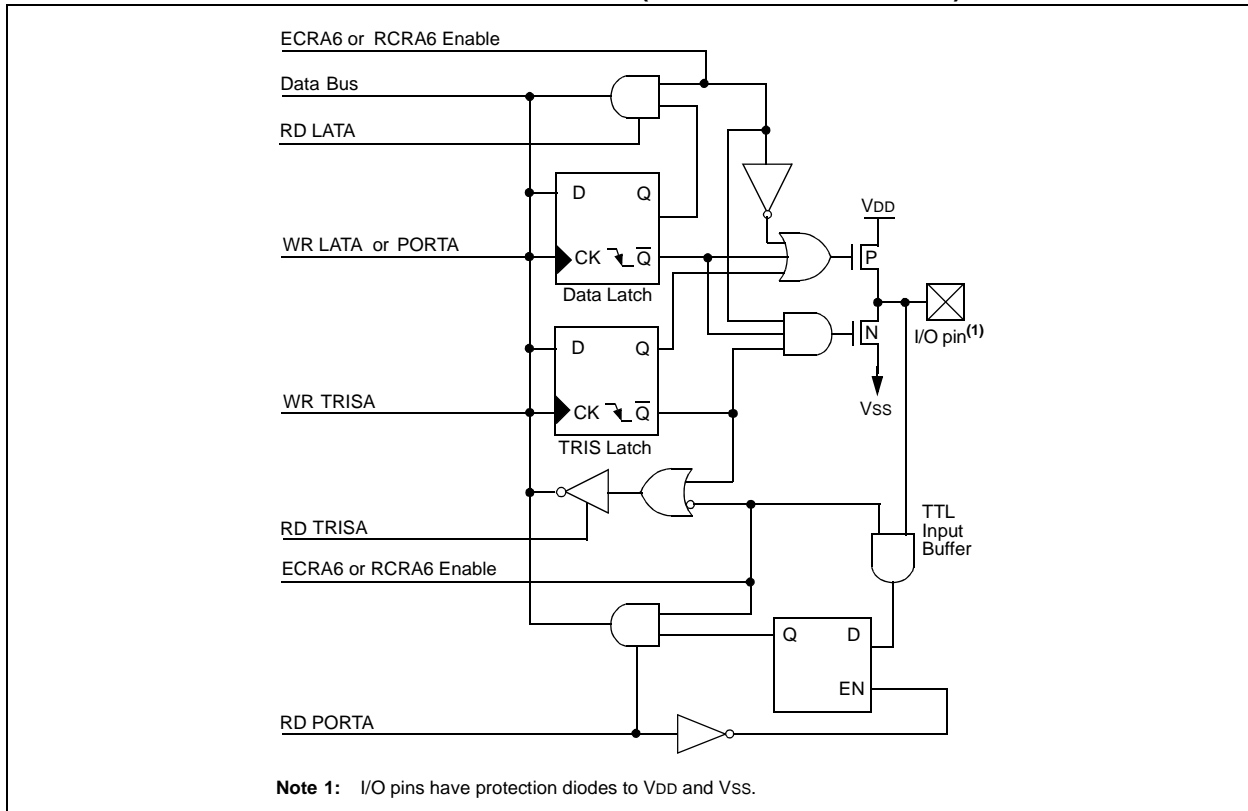 ECRA6 or RCRA6 Enable
Data Bus
RD LATA
D Q
VDD
WR LATA or PORTA
CK Q
P
Data Latch
I/O pin(1)
N
D Q
WR TRISA
CK Q
VSS
TRIS Latch
TTL
Input
Buffer
RD TRISA
ECRA6 or RCRA6 Enable
Q D
EN
RD PORTA
Note 1: I/O pins have protection diodes to VDD and VSS.